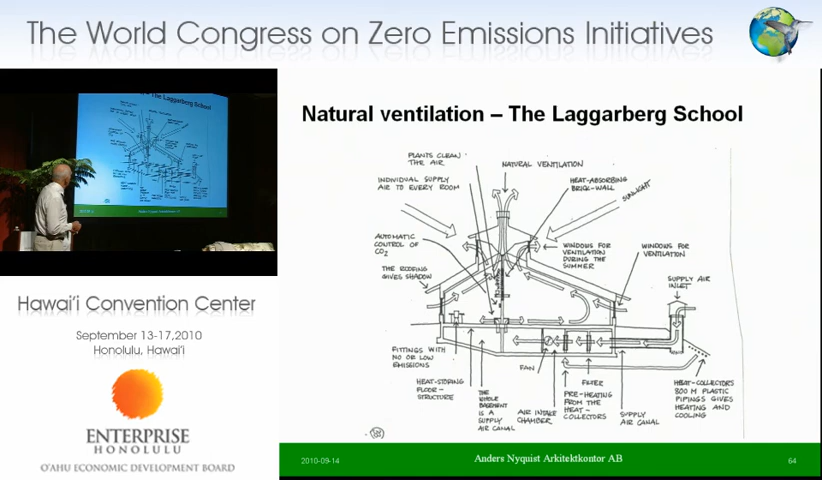 The World Congress on Zero Emissions Initiatives
Natural ventilation – The Laggarberg School
PLANTS CLEAN
THE AIR
NATURAL VENTILATION
INDIVIDUAL SUPPLY
AIR TO EVERY ROOM
HEAT-ABSORBING
BRICK-WALL
SUNLIGHT
AUTOMATIC
CONTROL OF
CO2
WINDOWS FOR
VENTILATION
DURING THE
SUMMER
WINDOWS FOR
VENTILATION
THE ROOFING
GIVES SHADOW
SUPPLY AIR
INLET
FITTINGS WITH
NO OR LOW
EMISSIONS
FAN
FILTER
HEAT-STORING
FLOOR-
STRUCTURE
THE
WHOLE
BASEMENT
IS A
SUPPLY
AIR CANAL
AIR INTAKE
CHAMBER
PRE-HEATING
FROM THE
HEAT-
COLLECTORS
SUPPLY
AIR CANAL
HEAT-COLLECTORS
800 M PLASTIC
PIPINGS GIVES
HEATING AND
COOLING
2010-09-14
Anders Nyquist Arkitektkontor AB
64
Hawai'i Convention Center
September 13-17,2010
Honolulu, Hawai'i
ENTERPRISE
HONOLULU
O'AHU ECONOMIC DEVELOPMENT BOARD